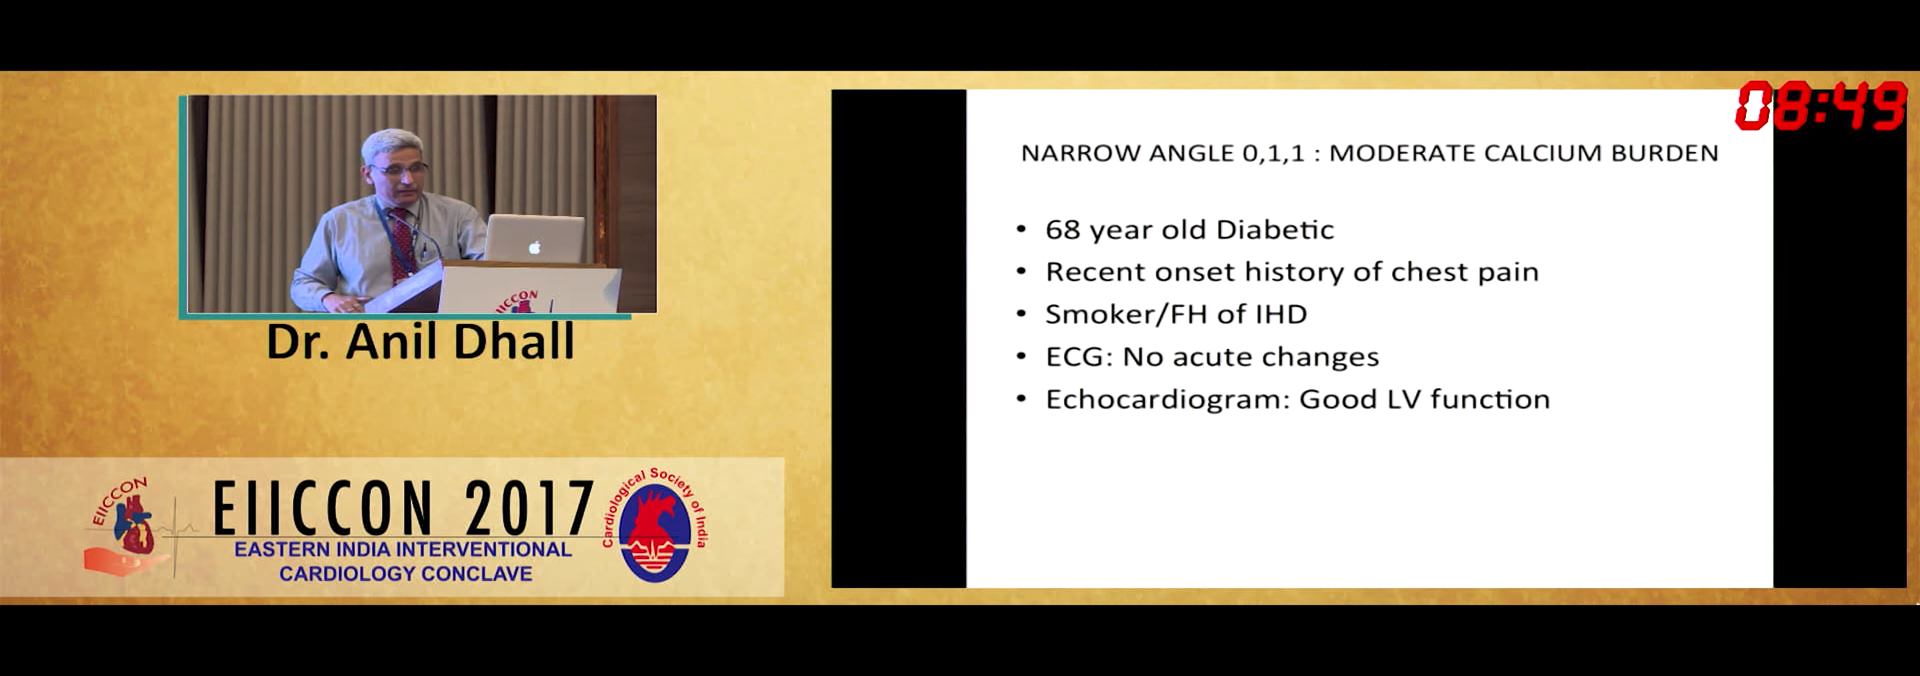 08:49
NARROW ANGLE 0,1,1 : MODERATE CALCIUM BURDEN
• 68 year old Diabetic
• Recent onset history of chest pain
• Smoker/FH of IHD
• ECG: No acute changes
• Echocardiogram: Good LV function
EIICCON
Dr. Anil Dhall
EIICCON
EIICCON 2017
EASTERN INDIA INTERVENTIONAL
CARDIOLOGY CONCLAVE
Cardiological Society of India